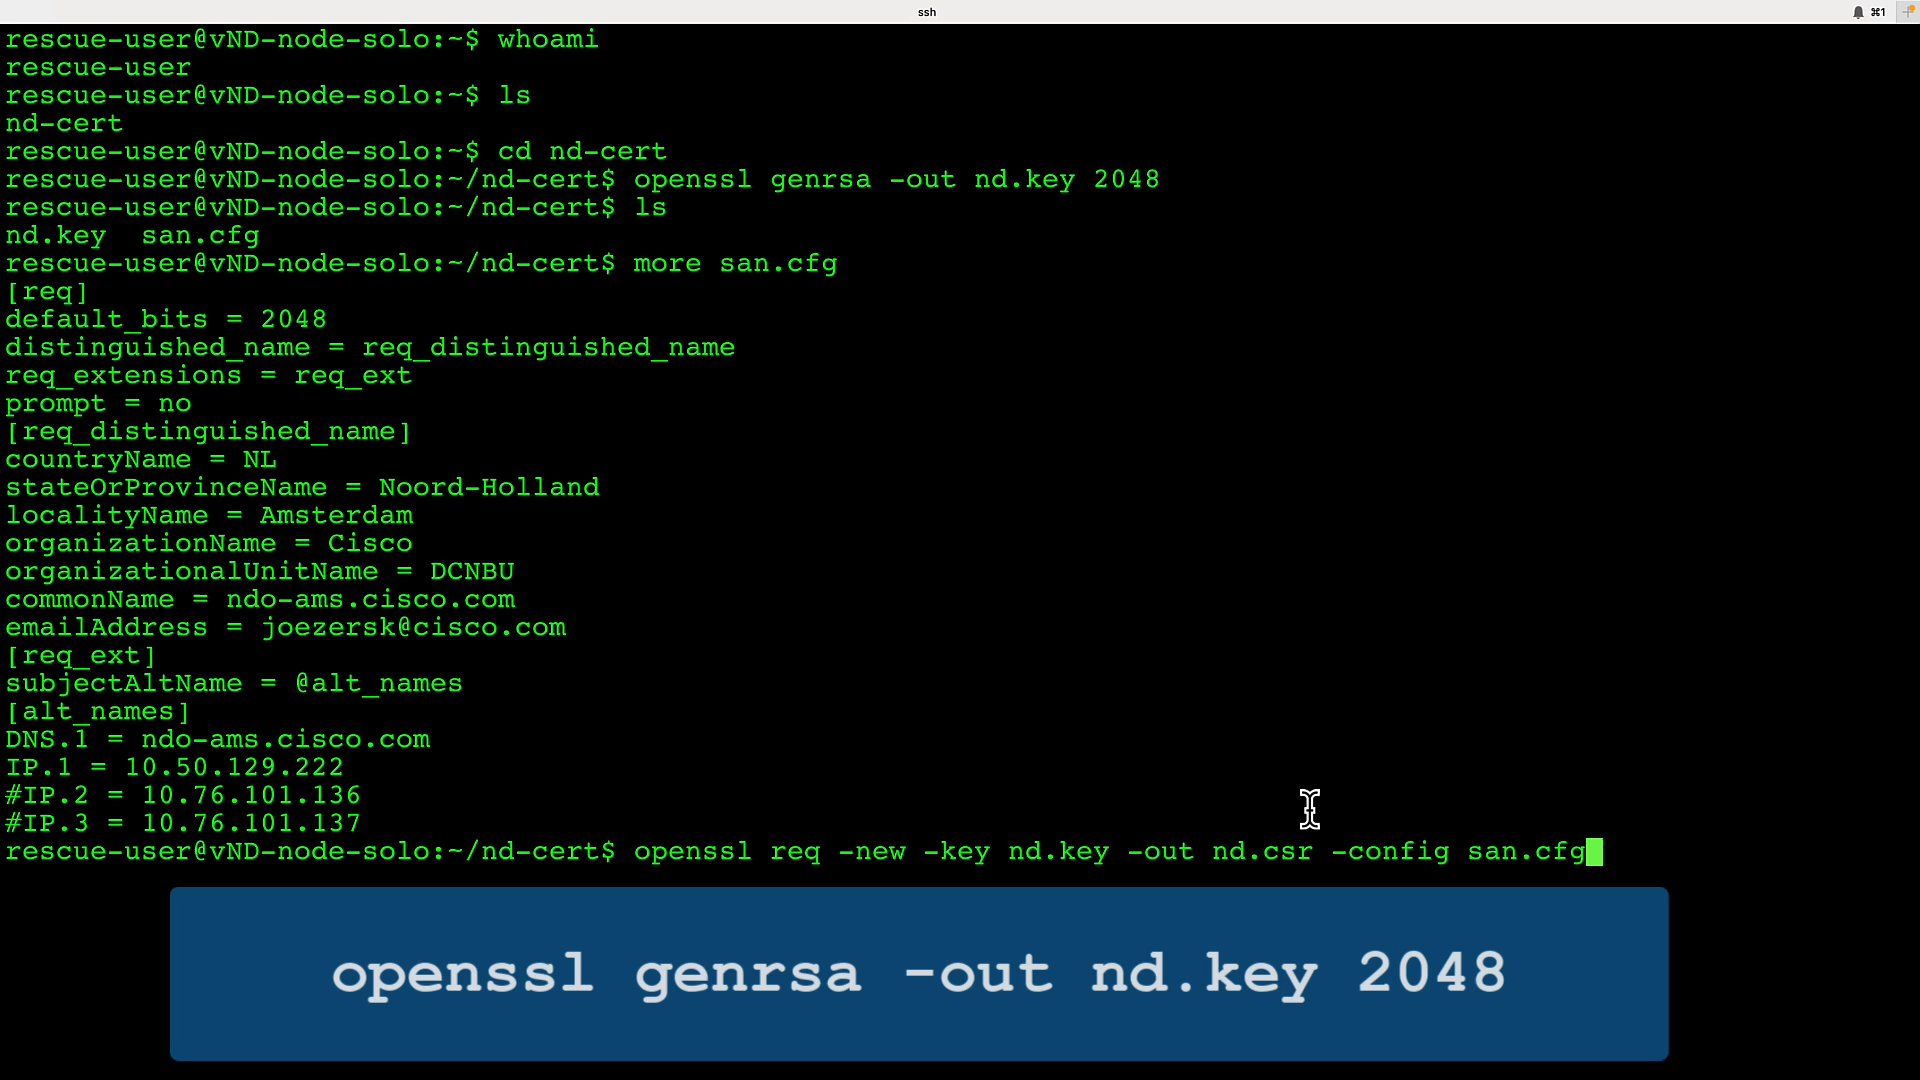 ssh
⌘1
rescue-user@vND-node-solo:~$ whoami
rescue-user
rescue-user@vND-node-solo:~$ ls
nd-cert
rescue-user@vND-node-solo:~$ cd nd-cert
rescue-user@vND-node-solo:~/nd-cert$ openssl genrsa -out nd.key 2048
rescue-user@vND-node-solo:~/nd-cert$ ls
nd.key  san.cfg
rescue-user@vND-node-solo:~/nd-cert$ more san.cfg
[req]
default_bits = 2048
distinguished_name = req_distinguished_name
req_extensions = req_ext
prompt = no
[req_distinguished_name]
countryName = NL
stateOrProvinceName = Noord-Holland
localityName = Amsterdam
organizationName = Cisco
organizationalUnitName = DCNBU
commonName = ndo-ams.cisco.com
emailAddress = joezersk@cisco.com
[req_ext]
subjectAltName = @alt_names
[alt_names]
DNS.1 = ndo-ams.cisco.com
IP.1 = 10.50.129.222
#IP.2 = 10.76.101.136
#IP.3 = 10.76.101.137
rescue-user@vND-node-solo:~/nd-cert$ openssl req -new -key nd.key -out nd.csr -config san.cfg
openssl genrsa -out nd.key 2048